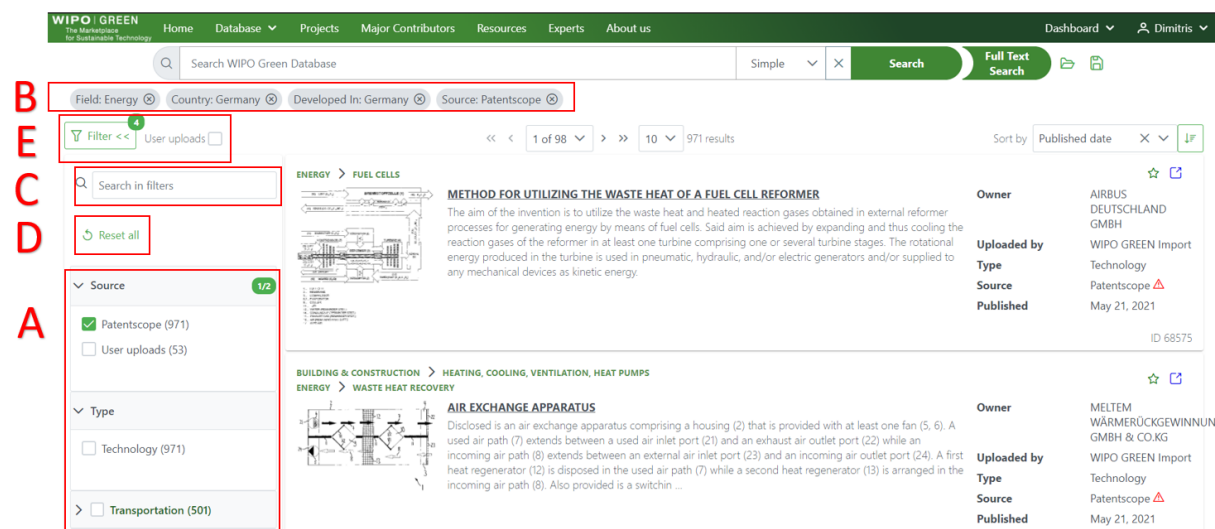 WIPO | GREEN
The Marketplace
for Sustainable Technology
Home Database Projects Major Contributors Resources Experts About us Dashboard Dimitris
Search WIPO Green Database Simple Search Full Text
Search
B
Field: Energy Country: Germany Developed In: Germany Source: Patentscope
E
Filter << 4 User uploads
1 of 98 10 971 results
Sort by Published date
C
Search in filters
D
Reset all
A
Source 1/2
Patentscope (971)
User uploads (53)
Type
Technology (971)
Transportation (501)
ENERGY > FUEL CELLS
METHOD FOR UTILIZING THE WASTE HEAT OF A FUEL CELL REFORMER
The aim of the invention is to utilize the waste heat and heated reaction gases obtained in external reformer
processes for generating energy by means of fuel cells. Said aim is achieved by expanding and thus cooling the
reaction gases of the reformer in at least one turbine comprising one or several turbine stages. The rotational
energy produced in the turbine is used in pneumatic, hydraulic, and/or electric generators and/or supplied to
any mechanical devices as kinetic energy.
Owner AIRBUS
DEUTSCHLAND
GMBH
Uploaded by WIPO GREEN Import
Type Technology
Source Patentscope
Published May 21, 2021
ID 68575
BUILDING & CONSTRUCTION > HEATING, COOLING, VENTILATION, HEAT PUMPS
ENERGY > WASTE HEAT RECOVERY
AIR EXCHANGE APPARATUS
Disclosed is an air exchange apparatus comprising a housing (2) that is provided with at least one fan (5, 6). A
used air path (7) extends between a used air inlet port (21) and an exhaust air outlet port (22) while an
incoming air path (8) extends between an external air inlet port (23) and an incoming air outlet port (24). A first
heat regenerator (12) is disposed in the used air path (7) while a second heat regenerator (13) is arranged in the
incoming air path (8). Also provided is a switchin ...
Owner MELTEM
WÄRMERÜCKGEWINNUN
GMBH & CO.KG
Uploaded by WIPO GREEN Import
Type Technology
Source Patentscope
Published May 21, 2021